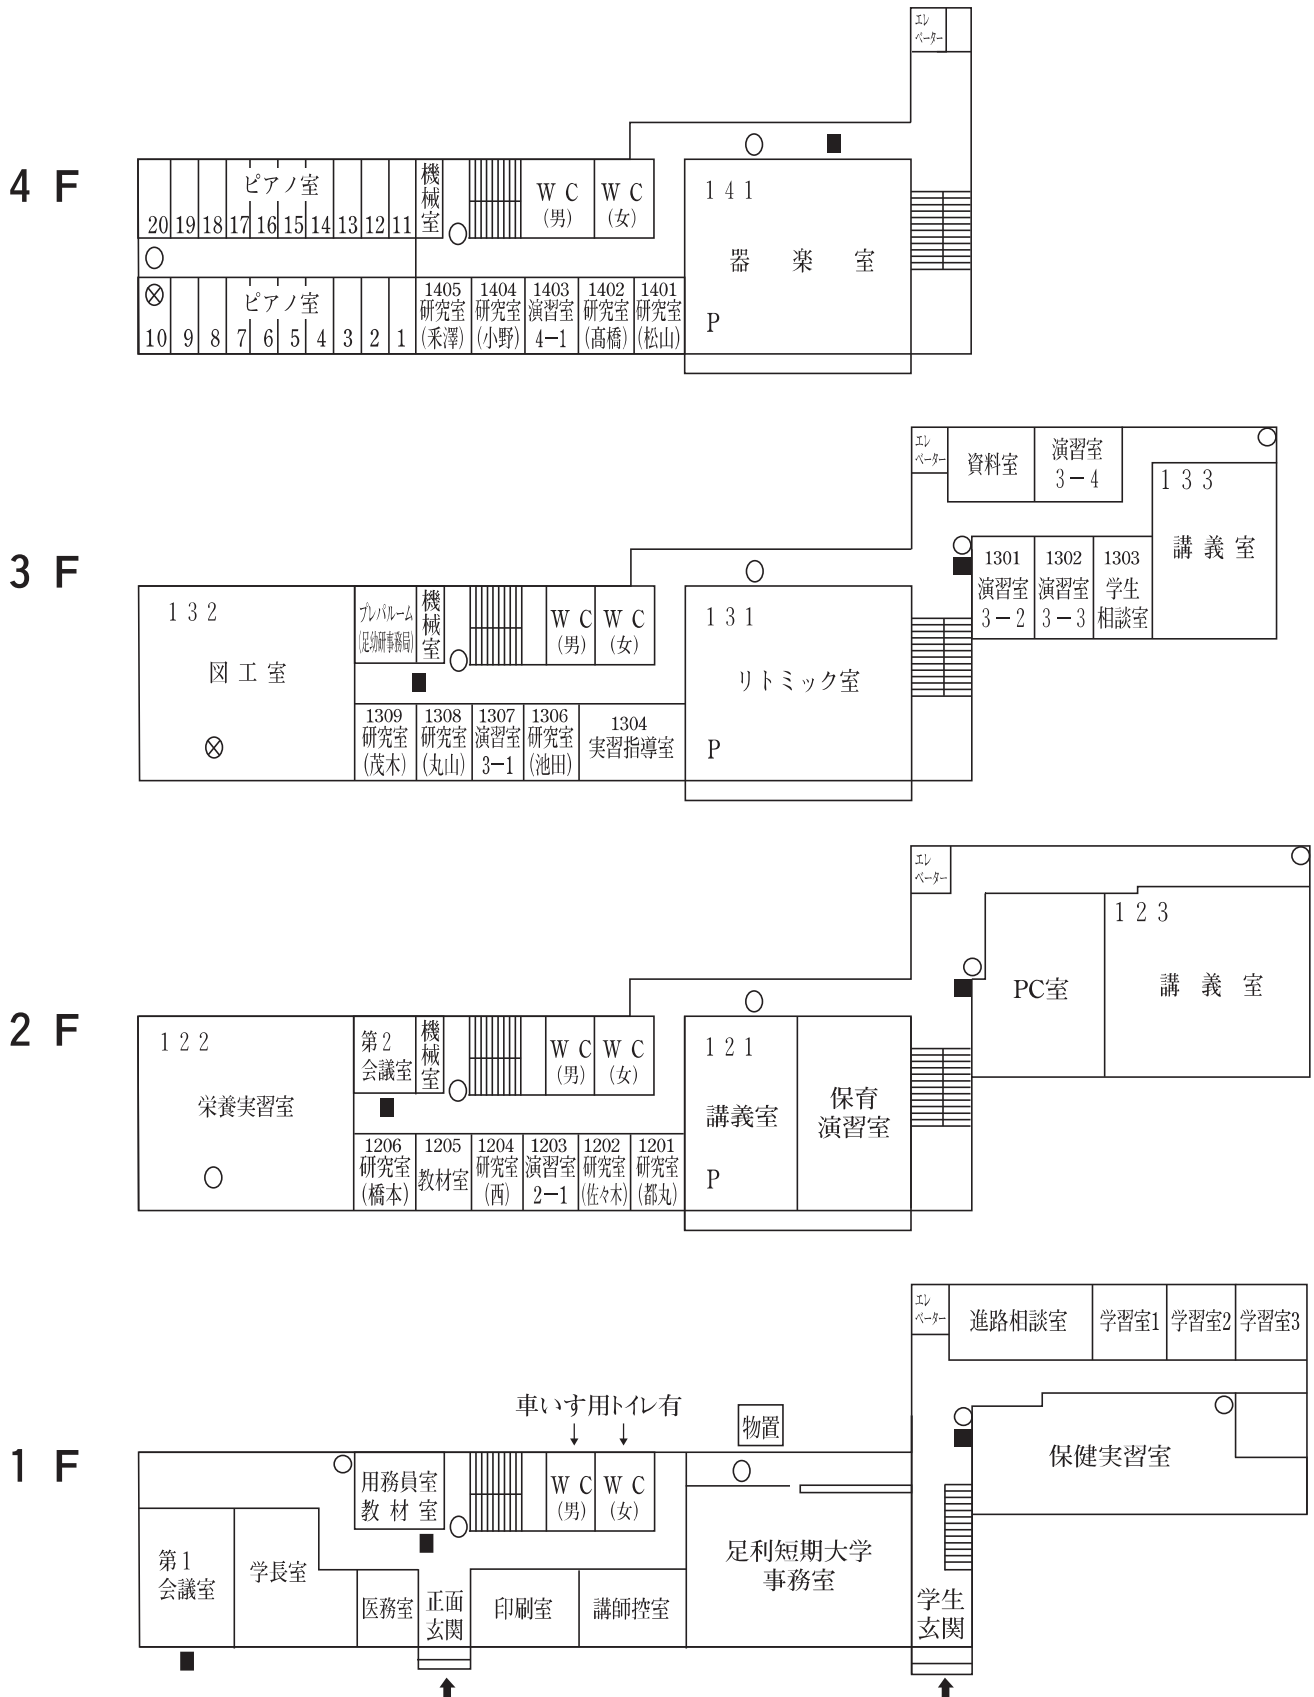 4 F
エレ
ベーター
ピアノ室
20 19 18 17 16 15 14 13 12 11
機械室
W C
(男)
W C
(女)
141
器楽室
P
ピアノ室
10 9 8 7 6 5 4 3 2 1
1405
研究室
(釆澤)
1404
研究室
(小野)
1403
演習室
4−1
1402
研究室
(髙橋)
1401
研究室
(松山)
3 F
エレ
ベーター
資料室
演習室
3−4
133
講義室
1301
演習室
3−2
1302
演習室
3−3
1303
学生
相談室
132
図工室
プレパルーム
(足幼研事務局)
機械室
W C
(男)
W C
(女)
131
リトミック室
P
1309
研究室
(茂木)
1308
研究室
(丸山)
1307
演習室
3−1
1306
研究室
(池田)
1304
実習指導室
2 F
エレ
ベーター
PC室
123
講義室
122
栄養実習室
第2
会議室
機械室
W C
(男)
W C
(女)
121
講義室
P
保育
演習室
1206
研究室
(橋本)
1205
教材室
1204
研究室
(西)
1203
演習室
2−1
1202
研究室
(佐々木)
1201
研究室
(都丸)
1 F
エレ
ベーター
進路相談室
学習室1
学習室2
学習室3
保健実習室
車いす用トイレ有
物置
用務員室
教材室
W C
(男)
W C
(女)
足利短期大学
事務室
第1
会議室
学長室
医務室
正面
玄関
印刷室
講師控室
学生
玄関